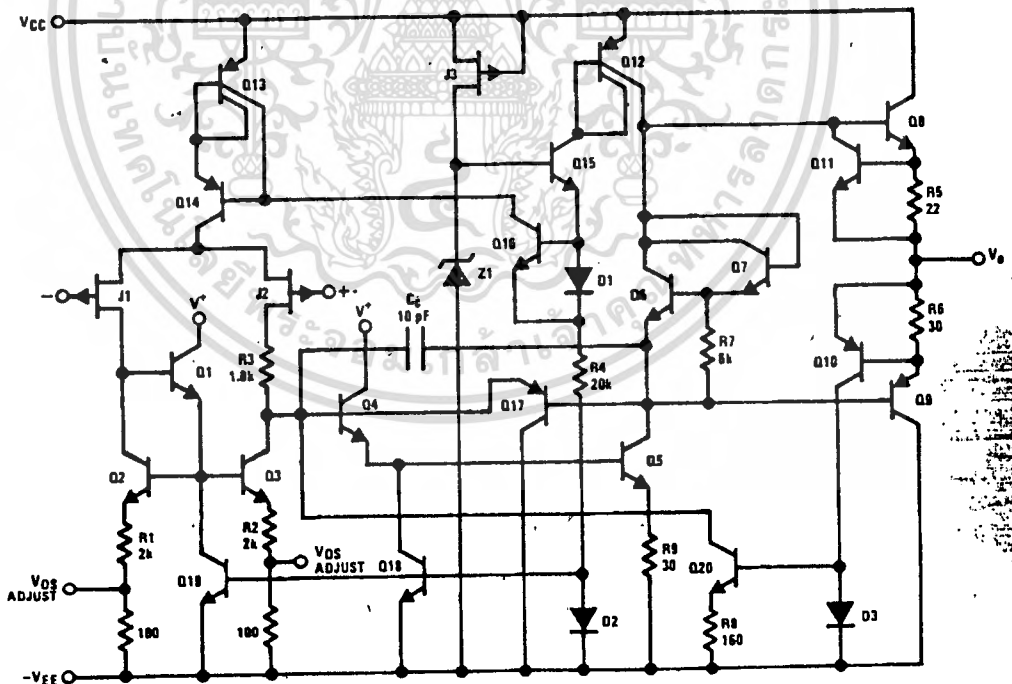 VCC
Q13
J3
Q12
Q8
Q11
Q15
R5
22
Q14
Q16
Z1
D1
Q7
Q6
Vo
-
J1
J2
+
V+
V+
Cc
10 pF
R3
1.8k
R4
20k
R7
6k
R6
30
Q10
Q9
Q1
Q4
Q17
Q2
Q3
Q5
R1
2k
R2
2k
VOS
ADJUST
VOS
ADJUST
Q19
Q18
R9
30
Q20
D2
R8
160
D3
180
100
-VEE